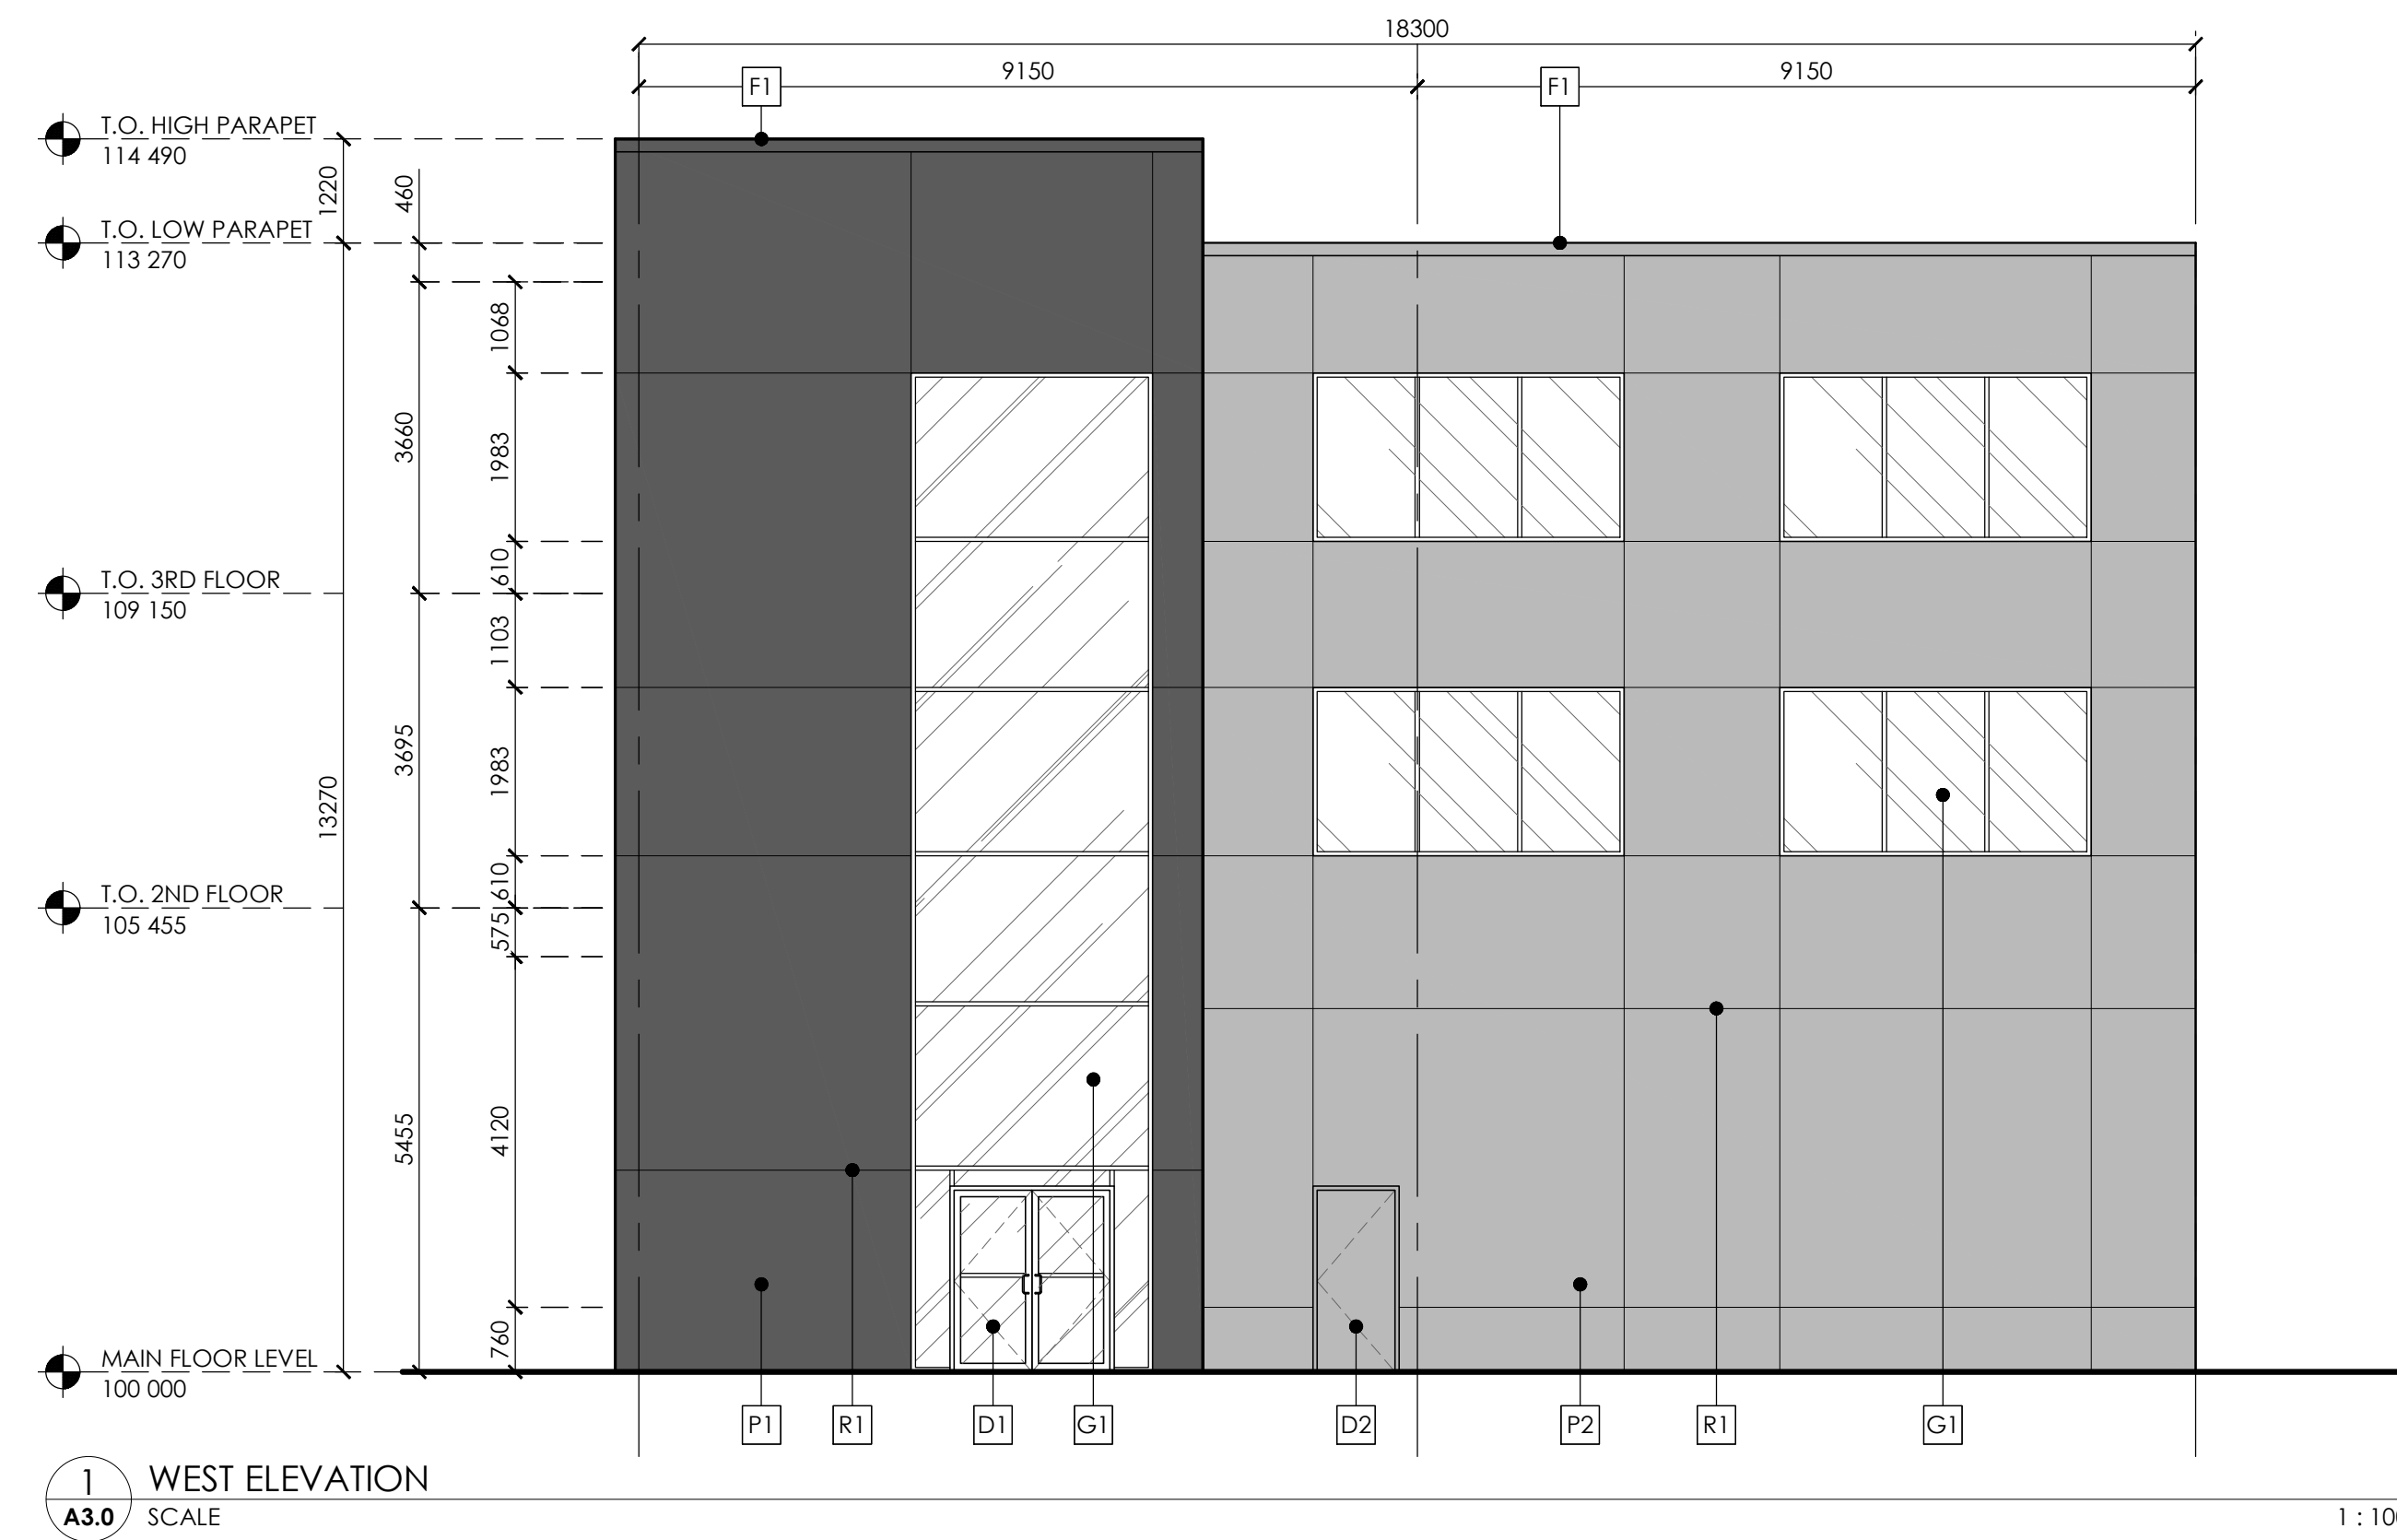 18300
9150
9150
F1
F1
T.O. HIGH PARAPET
114 490
1220
460
T.O. LOW PARAPET
113 270
1068
3660
1983
610
T.O. 3RD FLOOR
109 150
1103
3695
1983
13270
610
T.O. 2ND FLOOR
105 455
575
5455
4120
760
MAIN FLOOR LEVEL
100 000
P1
R1
D1
G1
D2
P2
R1
G1
1
WEST ELEVATION
A3.0
SCALE